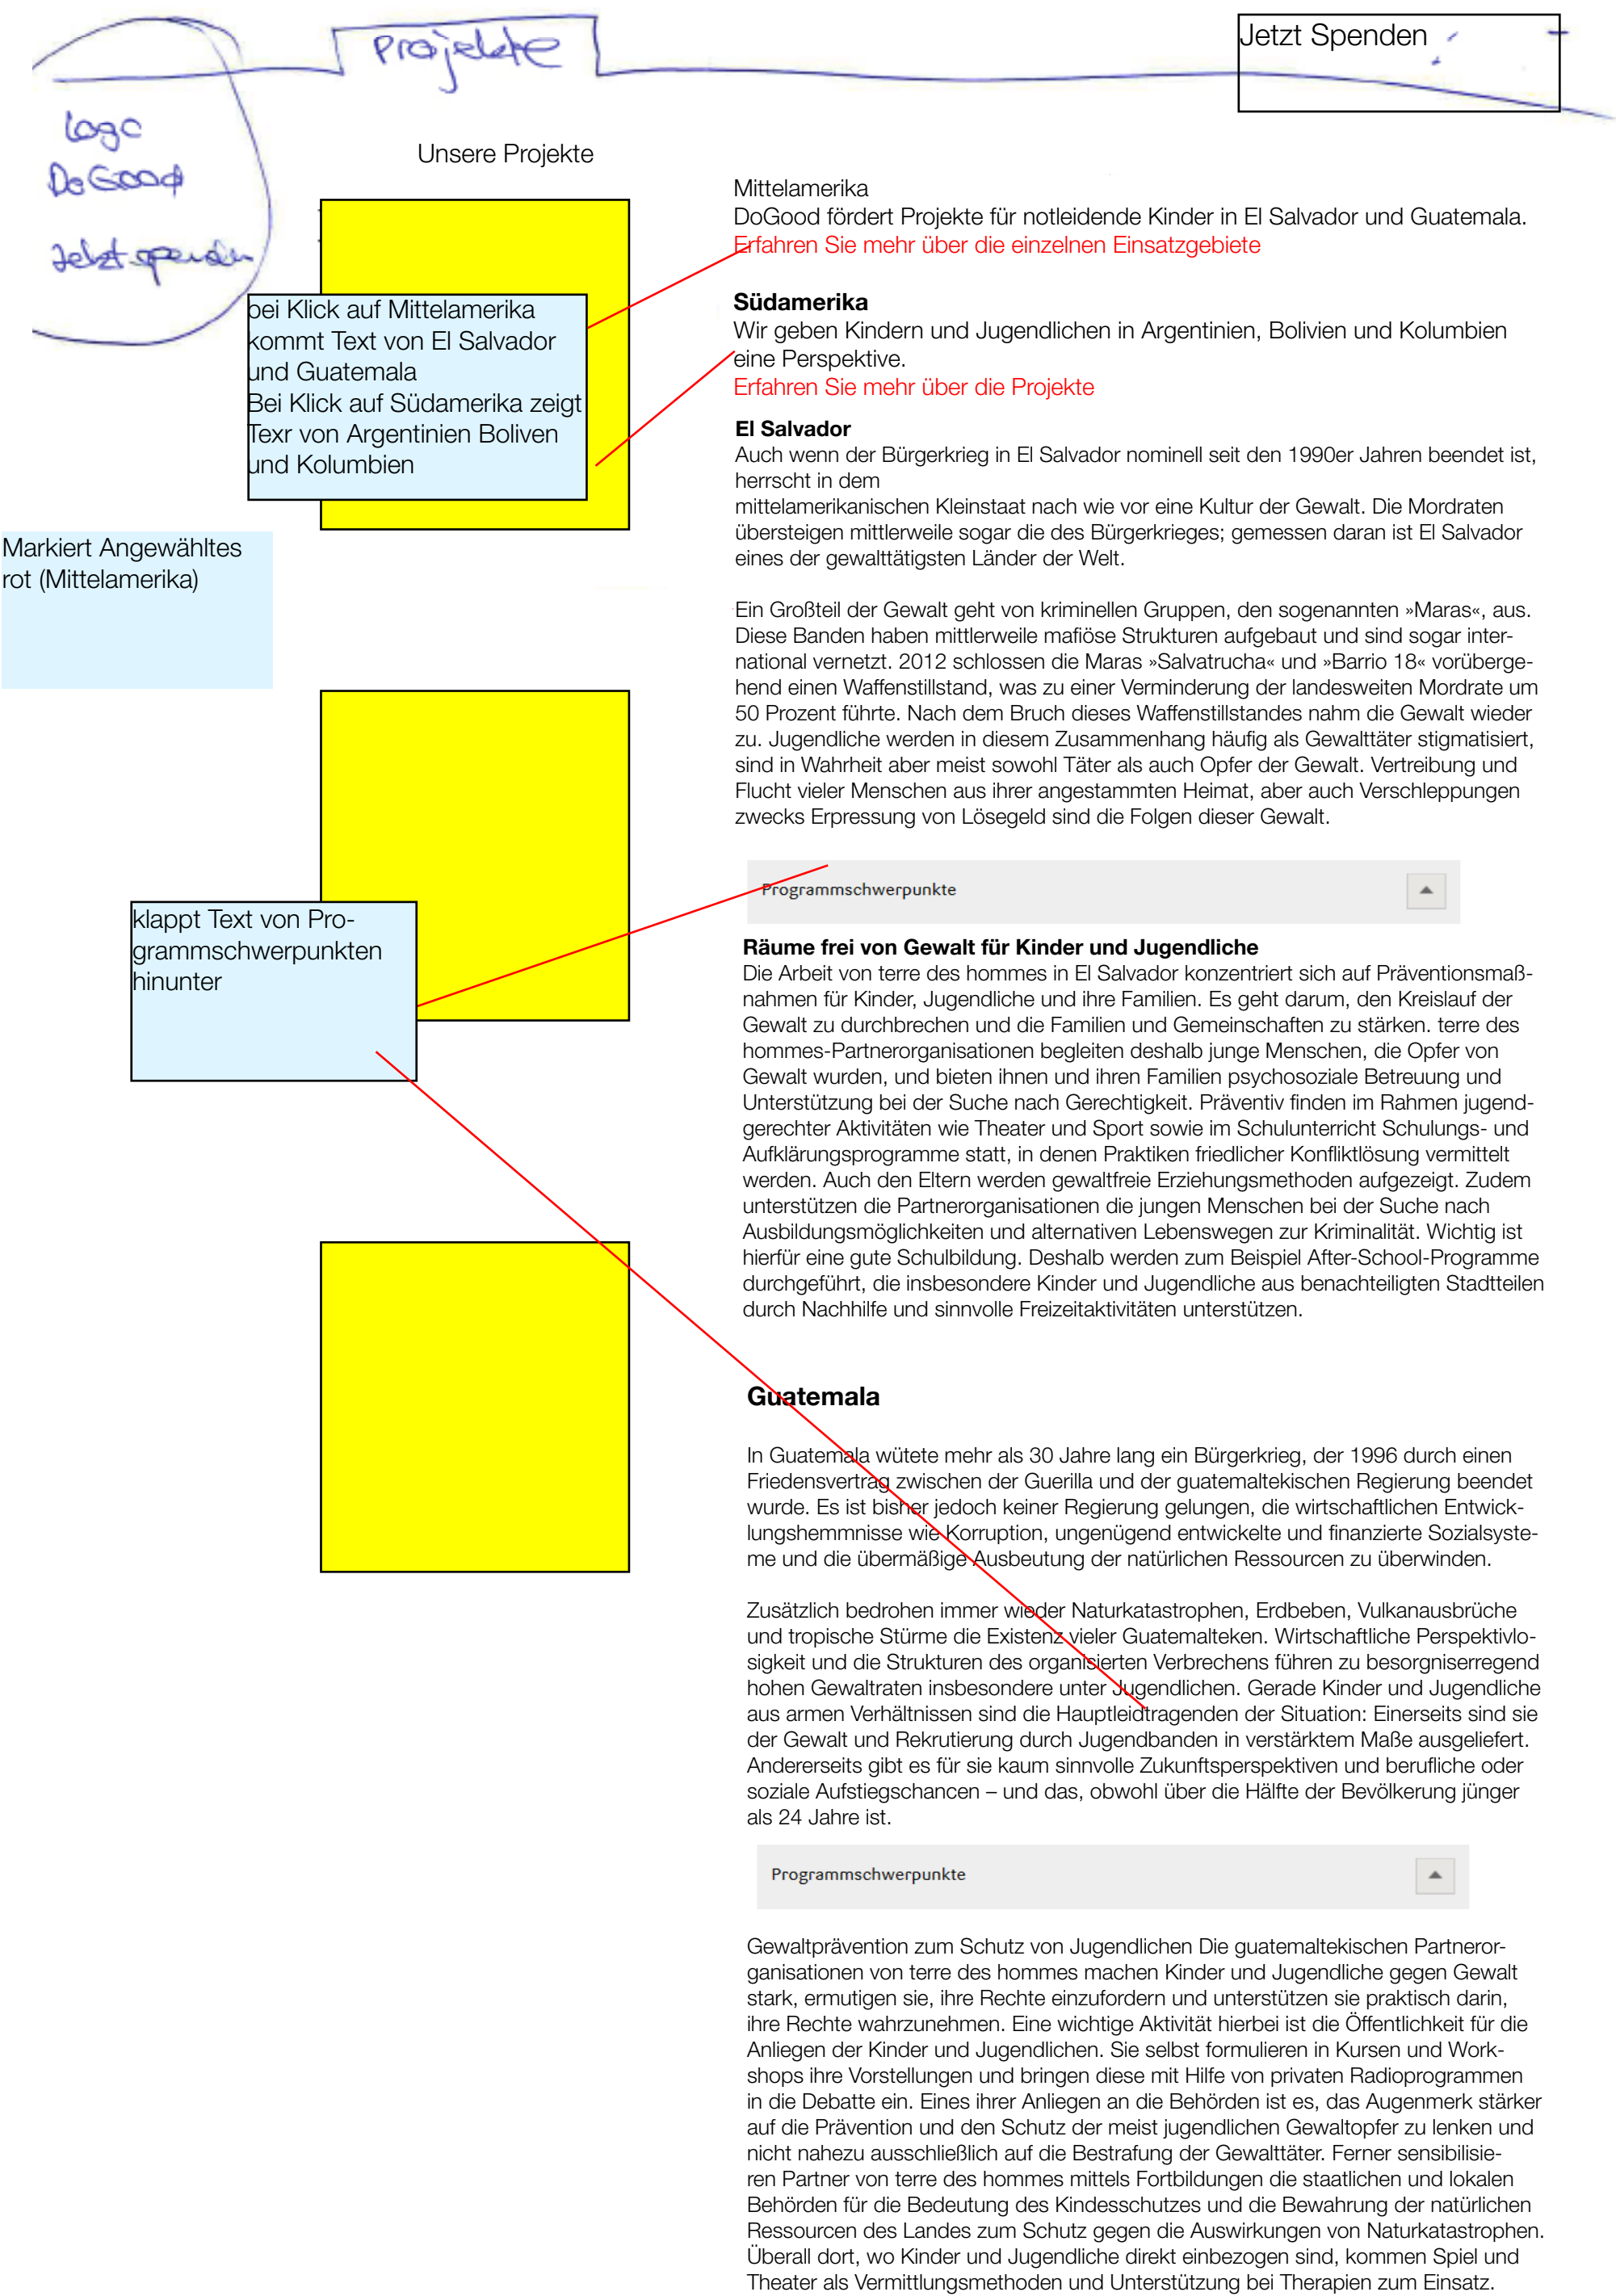 Projekte
Jetzt Spenden
Logo
DoGood
Jetzt spenden
Unsere Projekte
Mittelamerika
DoGood fördert Projekte für notleidende Kinder in El Salvador und Guatemala.
Erfahren Sie mehr über die einzelnen Einsatzgebiete
Südamerika
Wir geben Kindern und Jugendlichen in Argentinien, Bolivien und Kolumbien
eine Perspektive.
Erfahren Sie mehr über die Projekte
bei Klick auf Mittelamerika
kommt Text von El Salvador
und Guatemala
Bei Klick auf Südamerika zeigt
Texr von Argentinien Boliven
und Kolumbien
Markiert Angewähltes
rot (Mittelamerika)
El Salvador
Auch wenn der Bürgerkrieg in El Salvador nominell seit den 1990er Jahren beendet ist,
herrscht in dem
mittelamerikanischen Kleinstaat nach wie vor eine Kultur der Gewalt. Die Mordraten
übersteigen mittlerweile sogar die des Bürgerkrieges; gemessen daran ist El Salvador
eines der gewalttätigsten Länder der Welt.
Ein Großteil der Gewalt geht von kriminellen Gruppen, den sogenannten »Maras«, aus.
Diese Banden haben mittlerweile mafiöse Strukturen aufgebaut und sind sogar inter-
national vernetzt. 2012 schlossen die Maras »Salvatrucha« und »Barrio 18« vorüberge-
hend einen Waffenstillstand, was zu einer Verminderung der landesweiten Mordrate um
50 Prozent führte. Nach dem Bruch dieses Waffenstillstandes nahm die Gewalt wieder
zu. Jugendliche werden in diesem Zusammenhang häufig als Gewalttäter stigmatisiert,
sind in Wahrheit aber meist sowohl Täter als auch Opfer der Gewalt. Vertreibung und
Flucht vieler Menschen aus ihrer angestammten Heimat, aber auch Verschleppungen
zwecks Erpressung von Lösegeld sind die Folgen dieser Gewalt.
Programmschwerpunkte
klappt Text von Pro-
grammschwerpunkten
hinunter
Räume frei von Gewalt für Kinder und Jugendliche
Die Arbeit von terre des hommes in El Salvador konzentriert sich auf Präventionsmaß-
nahmen für Kinder, Jugendliche und ihre Familien. Es geht darum, den Kreislauf der
Gewalt zu durchbrechen und die Familien und Gemeinschaften zu stärken. terre des
hommes-Partnerorganisationen begleiten deshalb junge Menschen, die Opfer von
Gewalt wurden, und bieten ihnen und ihren Familien psychosoziale Betreuung und
Unterstützung bei der Suche nach Gerechtigkeit. Präventiv finden im Rahmen jugend-
gerechter Aktivitäten wie Theater und Sport sowie im Schulunterricht Schulungs- und
Aufklärungsprogramme statt, in denen Praktiken friedlicher Konfliktlösung vermittelt
werden. Auch den Eltern werden gewaltfreie Erziehungsmethoden aufgezeigt. Zudem
unterstützen die Partnerorganisationen die jungen Menschen bei der Suche nach
Ausbildungsmöglichkeiten und alternativen Lebenswegen zur Kriminalität. Wichtig ist
hierfür eine gute Schulbildung. Deshalb werden zum Beispiel After-School-Programme
durchgeführt, die insbesondere Kinder und Jugendliche aus benachteiligten Stadtteilen
durch Nachhilfe und sinnvolle Freizeitaktivitäten unterstützen.
Guatemala
In Guatemala wütete mehr als 30 Jahre lang ein Bürgerkrieg, der 1996 durch einen
Friedensvertrag zwischen der Guerilla und der guatemaltekischen Regierung beendet
wurde. Es ist bisher jedoch keiner Regierung gelungen, die wirtschaftlichen Entwick-
lungshemmnisse wie Korruption, ungenügend entwickelte und finanzierte Sozialsyste-
me und die übermäßige Ausbeutung der natürlichen Ressourcen zu überwinden.
Zusätzlich bedrohen immer wieder Naturkatastrophen, Erdbeben, Vulkanausbrüche
und tropische Stürme die Existenz vieler Guatemalteken. Wirtschaftliche Perspektivlo-
sigkeit und die Strukturen des organisierten Verbrechens führen zu besorgniserregend
hohen Gewaltraten insbesondere unter Jugendlichen. Gerade Kinder und Jugendliche
aus armen Verhältnissen sind die Hauptleidtragenden der Situation: Einerseits sind sie
der Gewalt und Rekrutierung durch Jugendbanden in verstärktem Maße ausgeliefert.
Andererseits gibt es für sie kaum sinnvolle Zukunftsperspektiven und berufliche oder
soziale Aufstiegschancen – und das, obwohl über die Hälfte der Bevölkerung jünger
als 24 Jahre ist.
Programmschwerpunkte
Gewaltprävention zum Schutz von Jugendlichen Die guatemaltekischen Partneror-
ganisationen von terre des hommes machen Kinder und Jugendliche gegen Gewalt
stark, ermutigen sie, ihre Rechte einzufordern und unterstützen sie praktisch darin,
ihre Rechte wahrzunehmen. Eine wichtige Aktivität hierbei ist die Öffentlichkeit für die
Anliegen der Kinder und Jugendlichen. Sie selbst formulieren in Kursen und Work-
shops ihre Vorstellungen und bringen diese mit Hilfe von privaten Radioprogrammen
in die Debatte ein. Eines ihrer Anliegen an die Behörden ist es, das Augenmerk stärker
auf die Prävention und den Schutz der meist jugendlichen Gewaltopfer zu lenken und
nicht nahezu ausschließlich auf die Bestrafung der Gewalttäter. Ferner sensibilisie-
ren Partner von terre des hommes mittels Fortbildungen die staatlichen und lokalen
Behörden für die Bedeutung des Kindesschutzes und die Bewahrung der natürlichen
Ressourcen des Landes zum Schutz gegen die Auswirkungen von Naturkatastrophen.
Überall dort, wo Kinder und Jugendliche direkt einbezogen sind, kommen Spiel und
Theater als Vermittlungsmethoden und Unterstützung bei Therapien zum Einsatz.